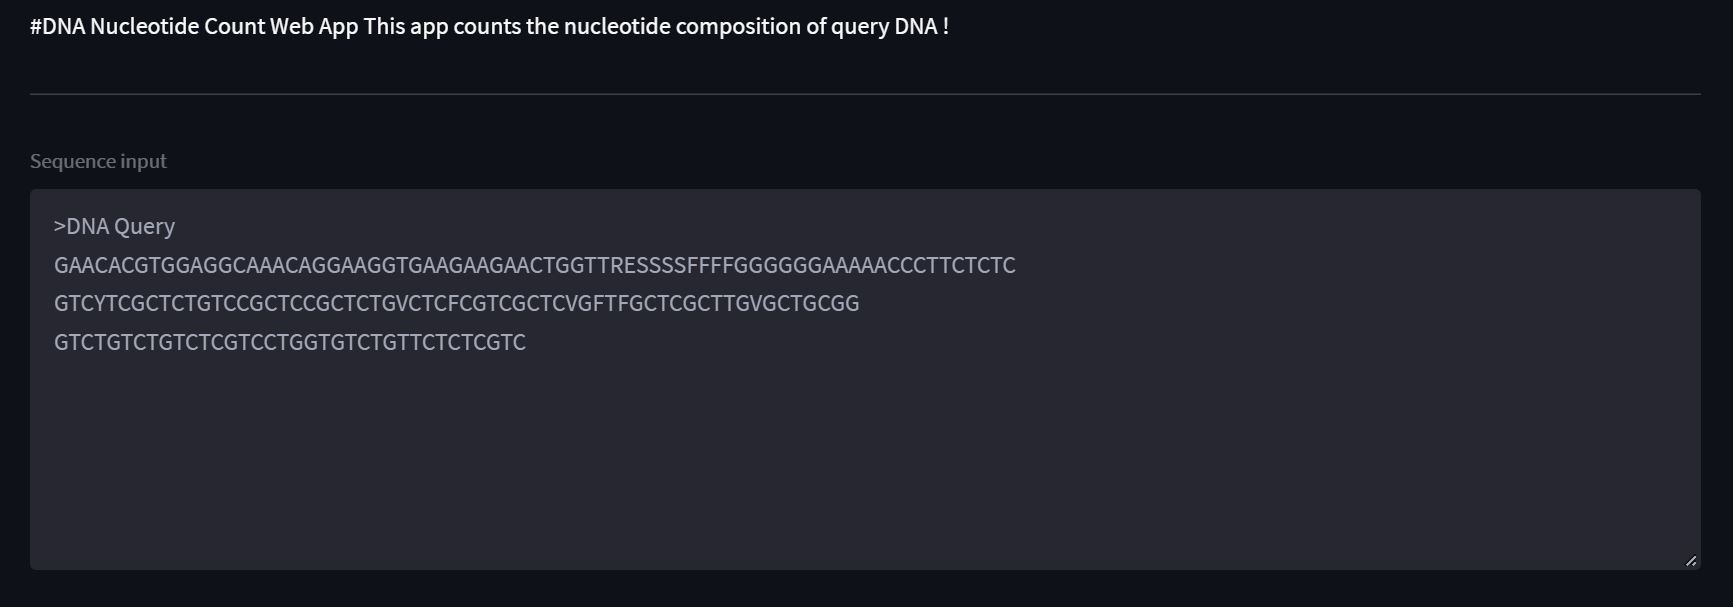 #DNA Nucleotide Count Web App This app counts the nucleotide composition of query DNA !
Sequence input
>DNA Query
GAACACGTGGAGGCAAACAGGAAGGTGAAGAAGAACTGGTTRESSSSFFFFGGGGGGAAAAACCCTTCTCTC
GTCYTCGCTCTGTCCGCTCCGCTCTGVCTCFCGTCGCTCVGFTFGCTCGCTTGVGCTGCGG
GTCTGTCTGTCTCGTCCTGGTGTCTGTTCTCTCGTC